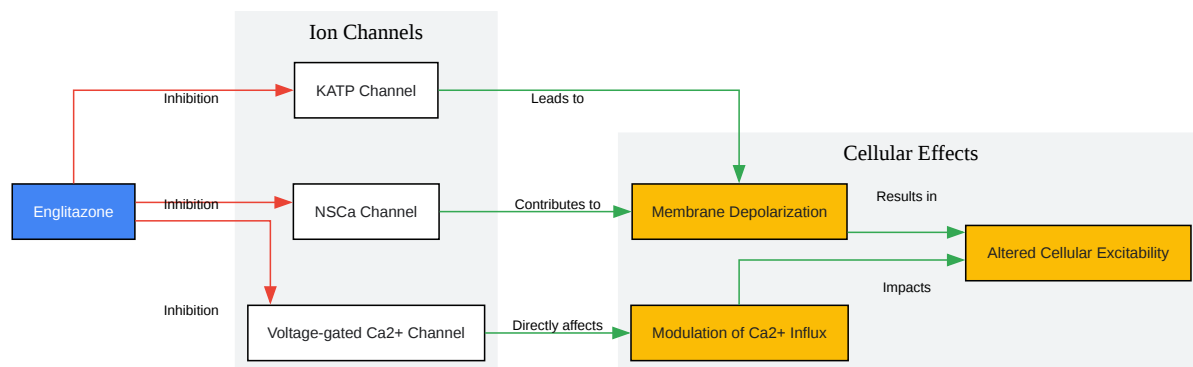 Ion Channels
KATP Channel
Inhibition
Leads to
Cellular Effects
Englitazone
Inhibition
NSCa Channel
Contributes to
Membrane Depolarization
Results in
Altered Cellular Excitability
Impacts
Inhibition
Voltage-gated Ca2+ Channel
Directly affects
Modulation of Ca2+ Influx